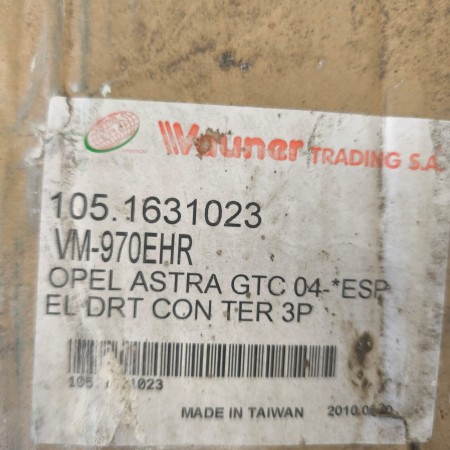 Wauner TRADING S.A.
105.1631023
VM-970EHR
OPEL ASTRA GTC 04-*ESP
EL DRT CON TER 3P
MADE IN TAIWAN